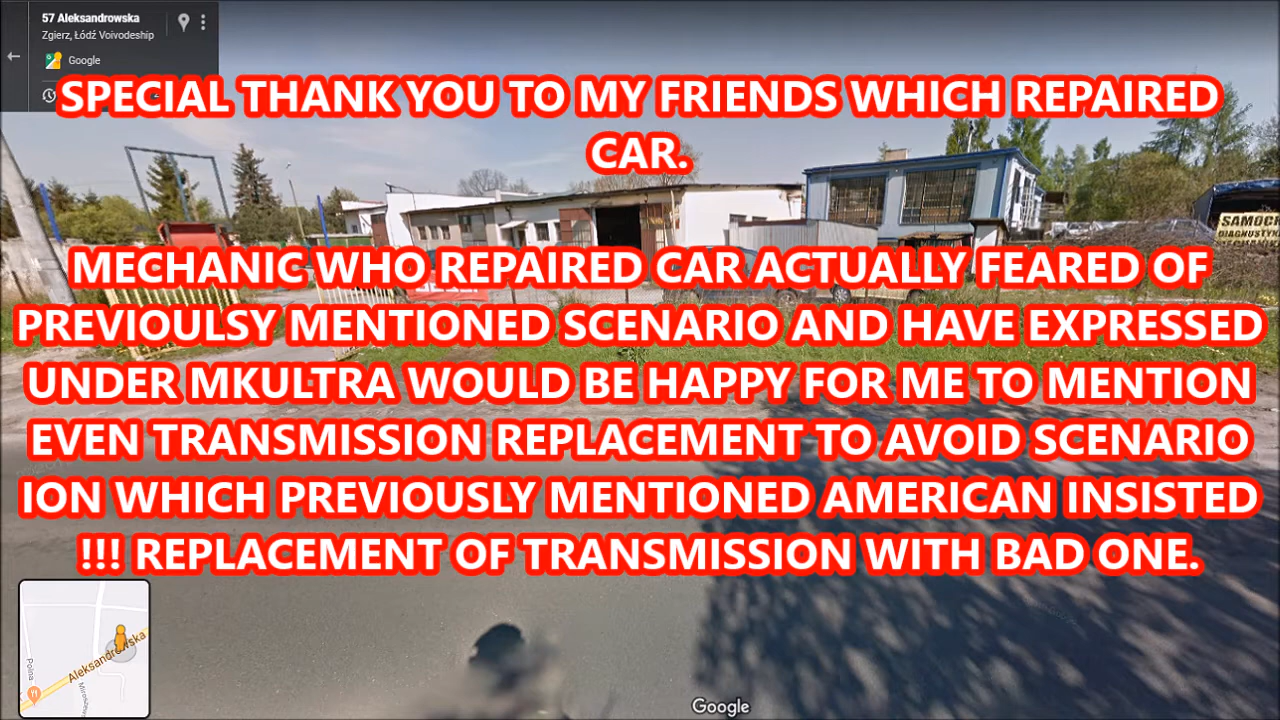 57 Aleksandrowska
Zgierz, Łódź Voivodeship
Google
SPECIAL THANK YOU TO MY FRIENDS WHICH REPAIRED
CAR.
SAMOCH
DIAGNOSTYK
MECHANIK
MECHANIC WHO REPAIRED CAR ACTUALLY FEARED OF
PREVIOULSY MENTIONED SCENARIO AND HAVE EXPRESSED
UNDER MKULTRA WOULD BE HAPPY FOR ME TO MENTION
EVEN TRANSMISSION REPLACEMENT TO AVOID SCENARIO
ION WHICH PREVIOUSLY MENTIONED AMERICAN INSISTED
!!! REPLACEMENT OF TRANSMISSION WITH BAD ONE.
Aleksandrowska
Polna
Google